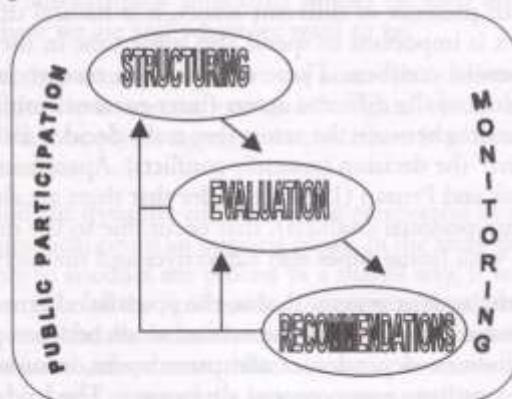 STRUCTURING
PUBLIC PARTICIPATION
EVALUATION
MONITORING
RECOMMENDATIONS